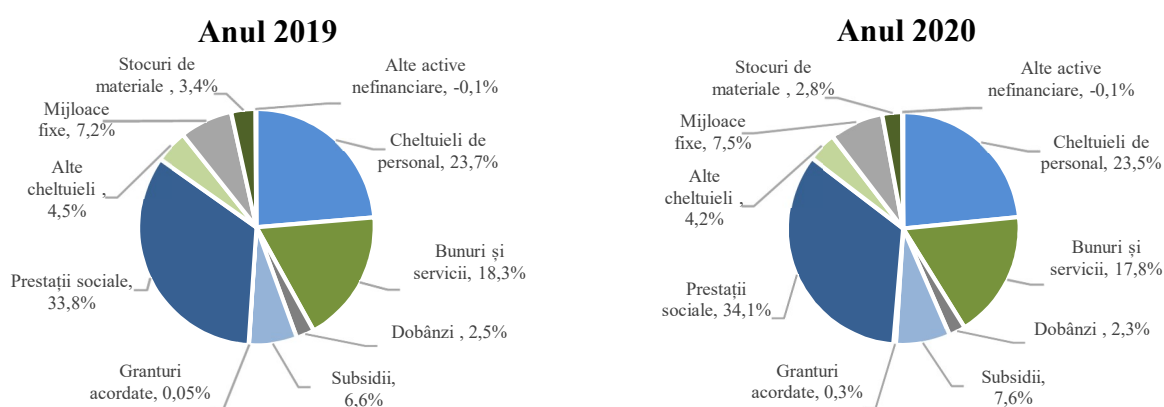 Anul 2019
Stocuri de
materiale , 3,4%
Alte active
nefinanciare, -0,1%
Mijloace
fixe, 7,2%
Cheltuieli de
personal, 23,7%
Alte
cheltuieli ,
4,5%
Bunuri și
servicii, 18,3%
Prestații sociale,
33,8%
Dobânzi , 2,5%
Granturi
acordate, 0,05%
Subsidii,
6,6%
Anul 2020
Stocuri de
materiale , 2,8%
Alte active
nefinanciare, -0,1%
Mijloace
fixe, 7,5%
Cheltuieli de
personal, 23,5%
Alte
cheltuieli ,
4,2%
Bunuri și
servicii, 17,8%
Prestații
sociale, 34,1%
Dobânzi , 2,3%
Granturi
acordate, 0,3%
Subsidii,
7,6%